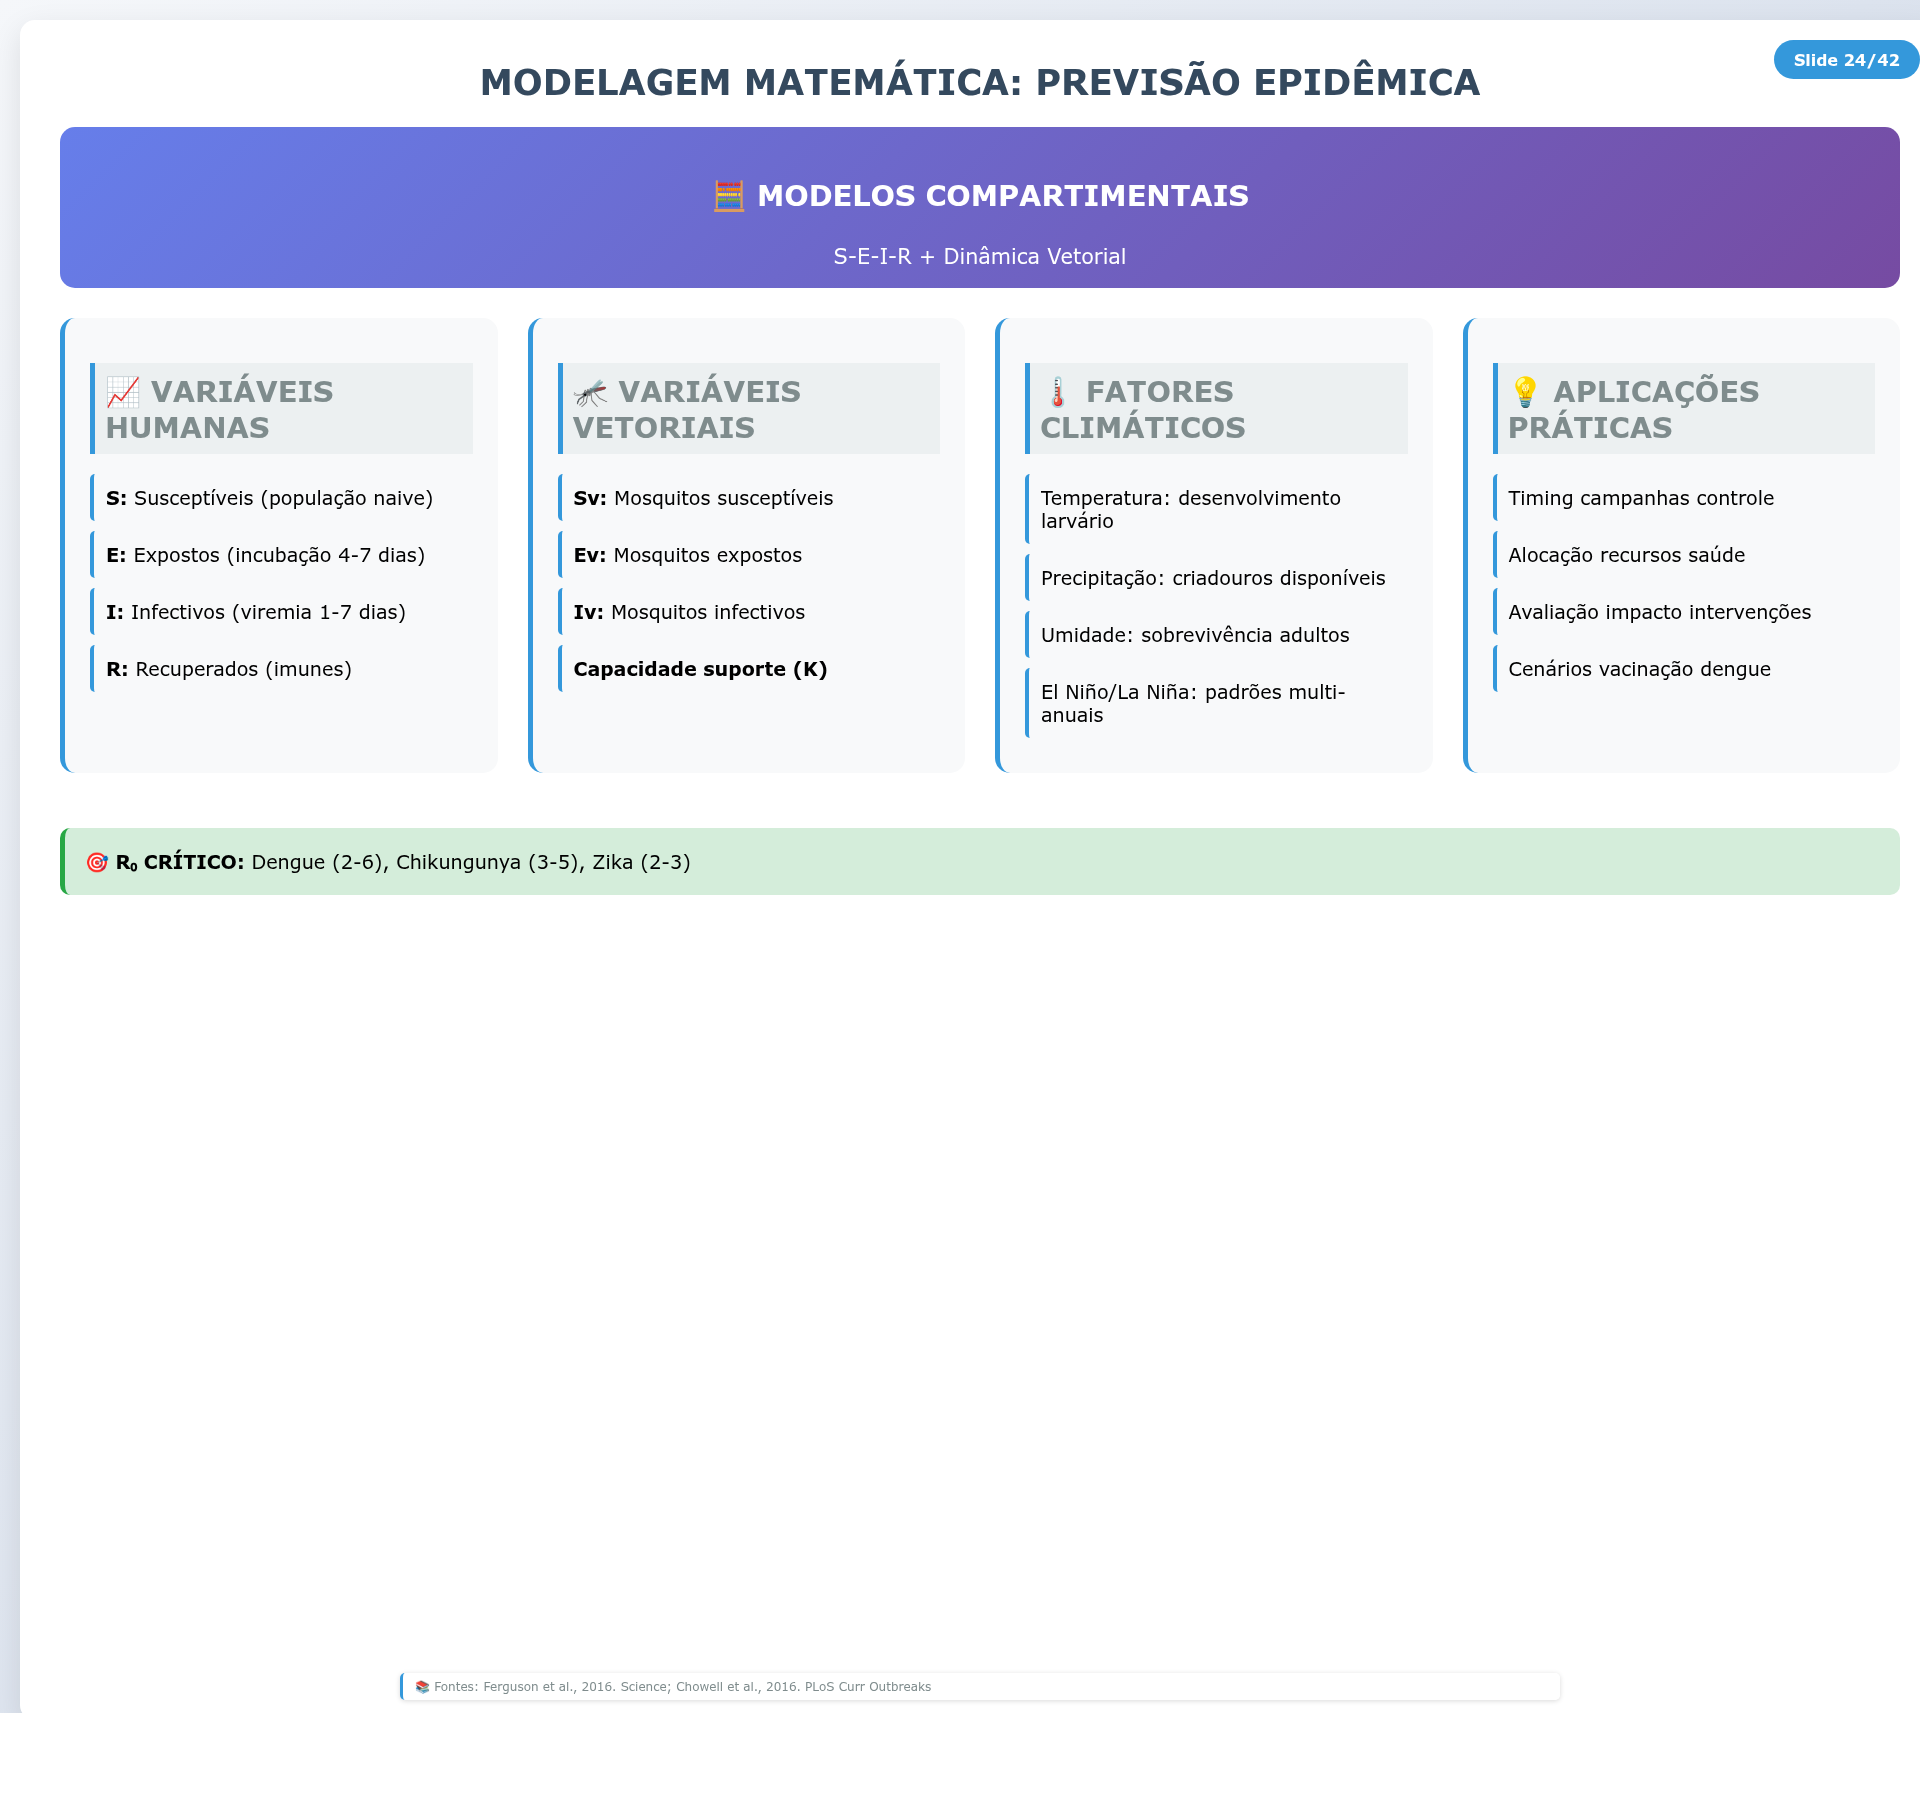 Slide 24/42
MODELAGEM MATEMÁTICA: PREVISÃO EPIDÊMICA
🧮 MODELOS COMPARTIMENTAIS
S-E-I-R + Dinâmica Vetorial
📈 VARIÁVEIS
HUMANAS
S: Susceptíveis (população naive)
E: Expostos (incubação 4-7 dias)
I: Infectivos (viremia 1-7 dias)
R: Recuperados (imunes)
🦟 VARIÁVEIS
VETORIAIS
Sv: Mosquitos susceptíveis
Ev: Mosquitos expostos
Iv: Mosquitos infectivos
Capacidade suporte (K)
🌡️ FATORES
CLIMÁTICOS
Temperatura: desenvolvimento
larvário
Precipitação: criadouros disponíveis
Umidade: sobrevivência adultos
El Niño/La Niña: padrões multi-
anuais
💡 APLICAÇÕES
PRÁTICAS
Timing campanhas controle
Alocação recursos saúde
Avaliação impacto intervenções
Cenários vacinação dengue
🎯 R₀ CRÍTICO: Dengue (2-6), Chikungunya (3-5), Zika (2-3)
📚 Fontes: Ferguson et al., 2016. Science; Chowell et al., 2016. PLoS Curr Outbreaks